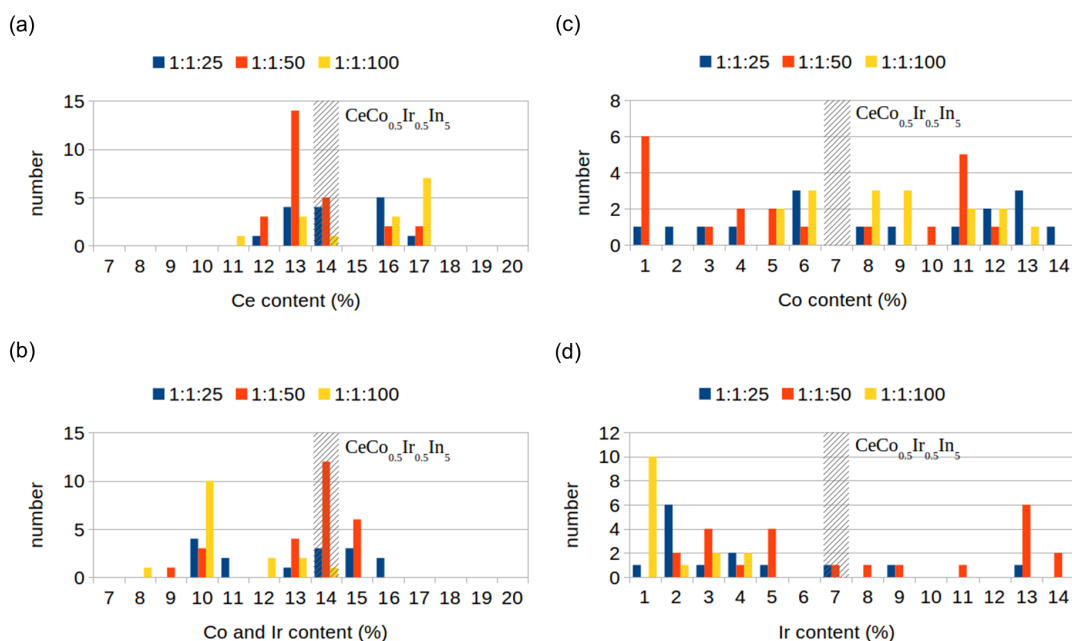 (a)
1:1:25 1:1:50 1:1:100
CeCo0.5Ir0.5In5
15
10
5
0
number
7 8 9 10 11 12 13 14 15 16 17 18 19 20
Ce content (%)
(b)
1:1:25 1:1:50 1:1:100
CeCo0.5Ir0.5In5
15
10
5
0
number
7 8 9 10 11 12 13 14 15 16 17 18 19 20
Co and Ir content (%)
(c)
1:1:25 1:1:50 1:1:100
CeCo0.5Ir0.5In5
8
6
4
2
0
number
1 2 3 4 5 6 7 8 9 10 11 12 13 14
Co content (%)
(d)
1:1:25 1:1:50 1:1:100
CeCo0.5Ir0.5In5
12
10
8
6
4
2
0
number
1 2 3 4 5 6 7 8 9 10 11 12 13 14
Ir content (%)